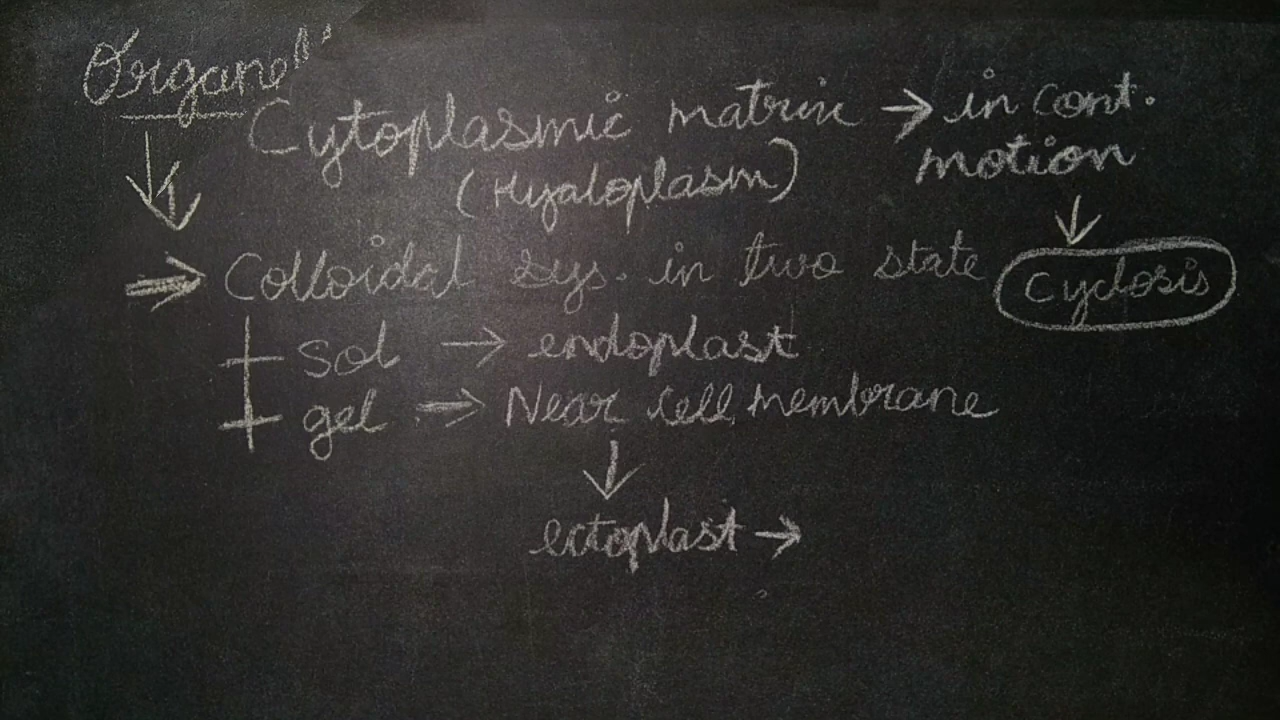 Cytoplasmic matrix → in cont.
(Hyaloplasm) motion
↓
⇒ Colloidal sys. in two state Cyclosis
Sol → endoplast
gel → Near cell membrane
↓
ectoplast →